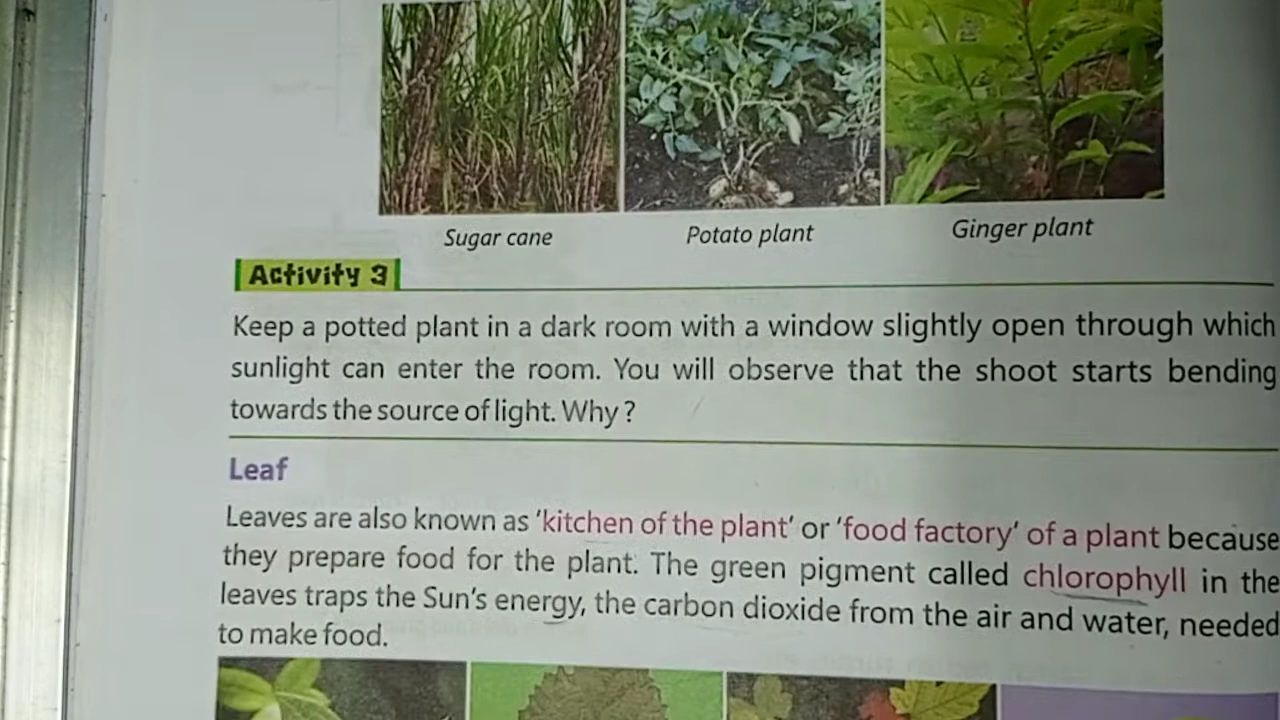 Sugar cane
Potato plant
Ginger plant
Activity 3
Keep a potted plant in a dark room with a window slightly open through which
sunlight can enter the room. You will observe that the shoot starts bending
towards the source of light. Why?
Leaf
Leaves are also known as 'kitchen of the plant' or 'food factory' of a plant because
they prepare food for the plant. The green pigment called chlorophyll in the
leaves traps the Sun's energy, the carbon dioxide from the air and water, needed
to make food.